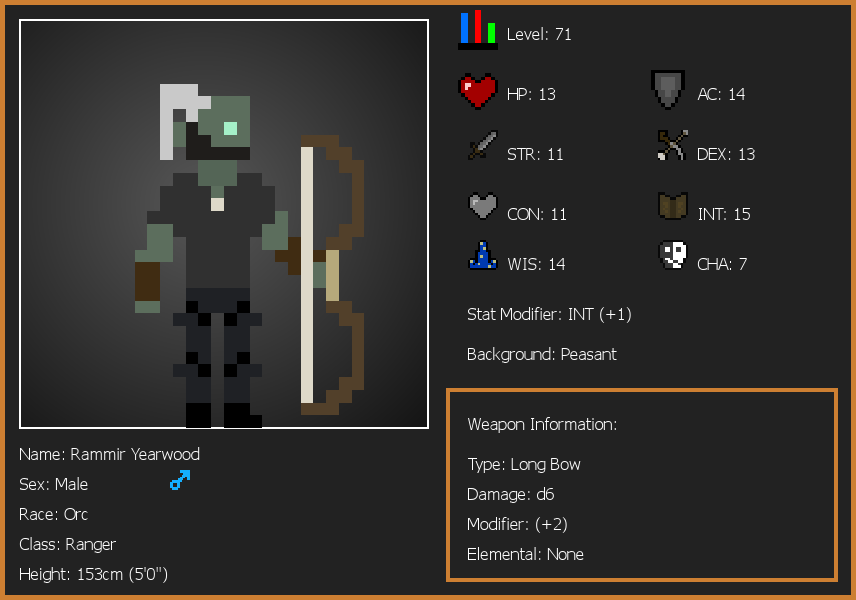 Level: 71
HP: 13
AC: 14
STR: 11
DEX: 13
CON: 11
INT: 15
WIS: 14
CHA: 7
Stat Modifier: INT (+1)
Background: Peasant
Weapon Information:
Type: Long Bow
Damage: d6
Modifier: (+2)
Elemental: None
Name: Rammir Yearwood
Sex: Male
Race: Orc
Class: Ranger
Height: 153cm (5'0")